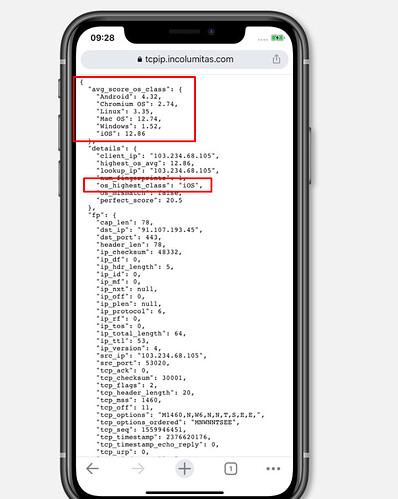 09:28
tcpip.incolumitas.com
{
"avg_score_os_class": {
"Android": 4.32,
"Chromium OS": 2.74,
"Linux": 3.35,
"Mac OS": 12.74,
"Windows": 1.52,
"iOS": 12.86
},
"details": {
"client_ip": "103.234.68.105",
"highest_os_avg": 12.86,
"lookup_ip": "103.234.68.105",
"os_highest_class": "iOS",
"os_mismatch": false,
"perfect_score": 20.5
},
"fp": {
"cap_len": 78,
"dst_ip": "91.107.193.45",
"dst_port": 443,
"header_len": 78,
"ip_checksum": 48332,
"ip_df": 0,
"ip_hdr_length": 5,
"ip_id": 0,
"ip_mf": 0,
"ip_nxt": null,
"ip_off": 0,
"ip_plen": null,
"ip_protocol": 6,
"ip_rf": 0,
"ip_tos": 0,
"ip_total_length": 64,
"ip_ttl": 53,
"ip_version": 4,
"src_ip": "103.234.68.105",
"src_port": 53020,
"tcp_ack": 0,
"tcp_checksum": 30001,
"tcp_flags": 2,
"tcp_header_length": 20,
"tcp_mss": 1460,
"tcp_off": 11,
"tcp_options": "M1460,N,W6,N,N,T,S,E,E,",
"tcp_options_ordered": "MNWNNTSEE",
"tcp_seq": 1559946451,
"tcp_timestamp": 2376620176,
"tcp_timestamp_echo_reply": 0,
"tcp_urp": 0,
1